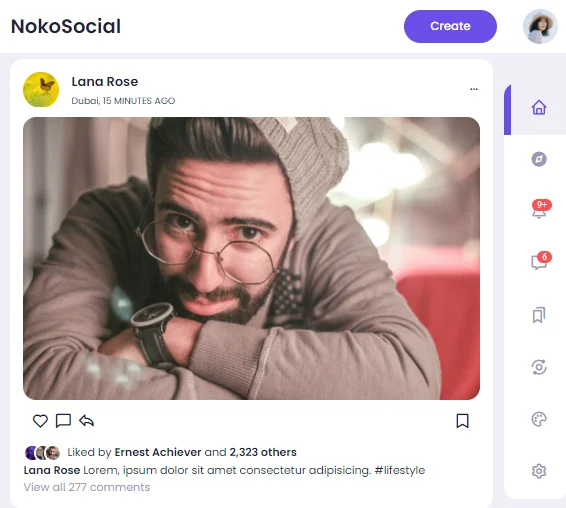 NokoSocial
Create
Lana Rose
Dubai, 15 MINUTES AGO
9+
6
Liked by Ernest Achiever and 2,323 others
Lana Rose Lorem, ipsum dolor sit amet consectetur adipisicing. #lifestyle
View all 277 comments